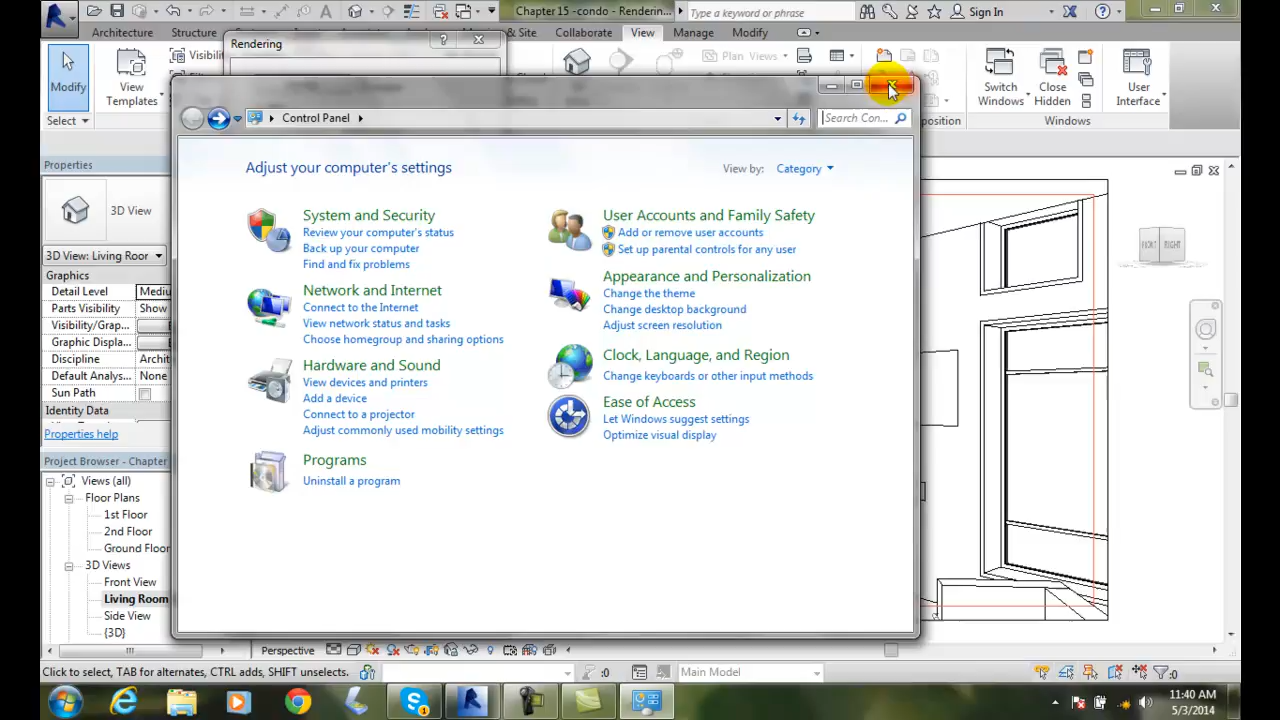 Chapter 15 -condo - Renderin...
Type a keyword or phrase
Sign In
Architecture
Structure
& Site
Collaborate
View
Manage
Modify
Rendering
Modify
View
Templates
Visibility/
Plan Views
Switch
Windows
Close
Hidden
User
Interface
Select
Windows
Control Panel
Search Con...
Properties
3D View
3D View: Living Roor
Graphics
Detail Level
Parts Visibility
Show
Visibility/Grap...
Graphic Displa...
Discipline
Archit
Default Analys...
None
Sun Path
Identity Data
Properties help
Adjust your computer's settings
View by:
Category
System and Security
Review your computer's status
Back up your computer
Find and fix problems
Network and Internet
Connect to the Internet
View network status and tasks
Choose homegroup and sharing options
Hardware and Sound
View devices and printers
Add a device
Connect to a projector
Adjust commonly used mobility settings
Programs
Uninstall a program
User Accounts and Family Safety
Add or remove user accounts
Set up parental controls for any user
Appearance and Personalization
Change the theme
Change desktop background
Adjust screen resolution
Clock, Language, and Region
Change keyboards or other input methods
Ease of Access
Let Windows suggest settings
Optimize visual display
FRONT
RIGHT
Project Browser - Chapter
Views (all)
Floor Plans
1st Floor
2nd Floor
Ground Floor
3D Views
Front View
Living Room
Side View
{3D}
Perspective
Click to select, TAB for alternates, CTRL adds, SHIFT unselects.
:0
Main Model
:0
11:40 AM
5/3/2014